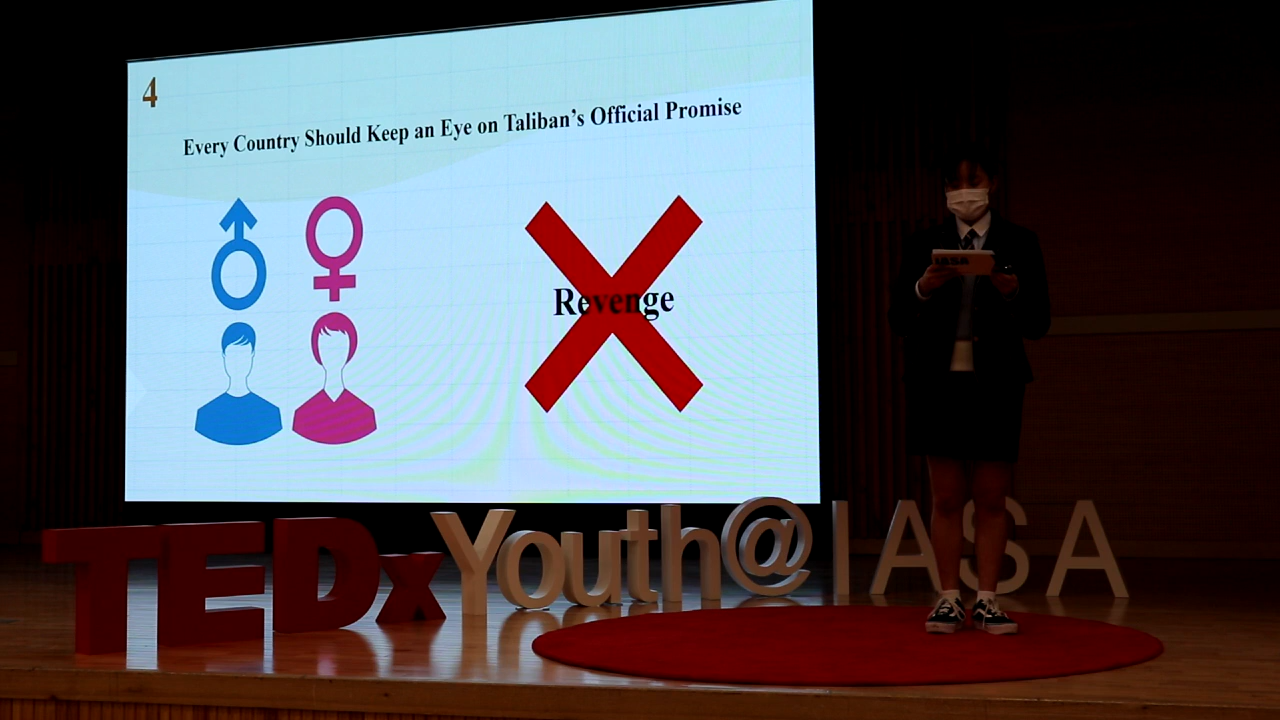 4
Every Country Should Keep an Eye on Taliban's Official Promise
Revenge
TEDxYouth@IASA